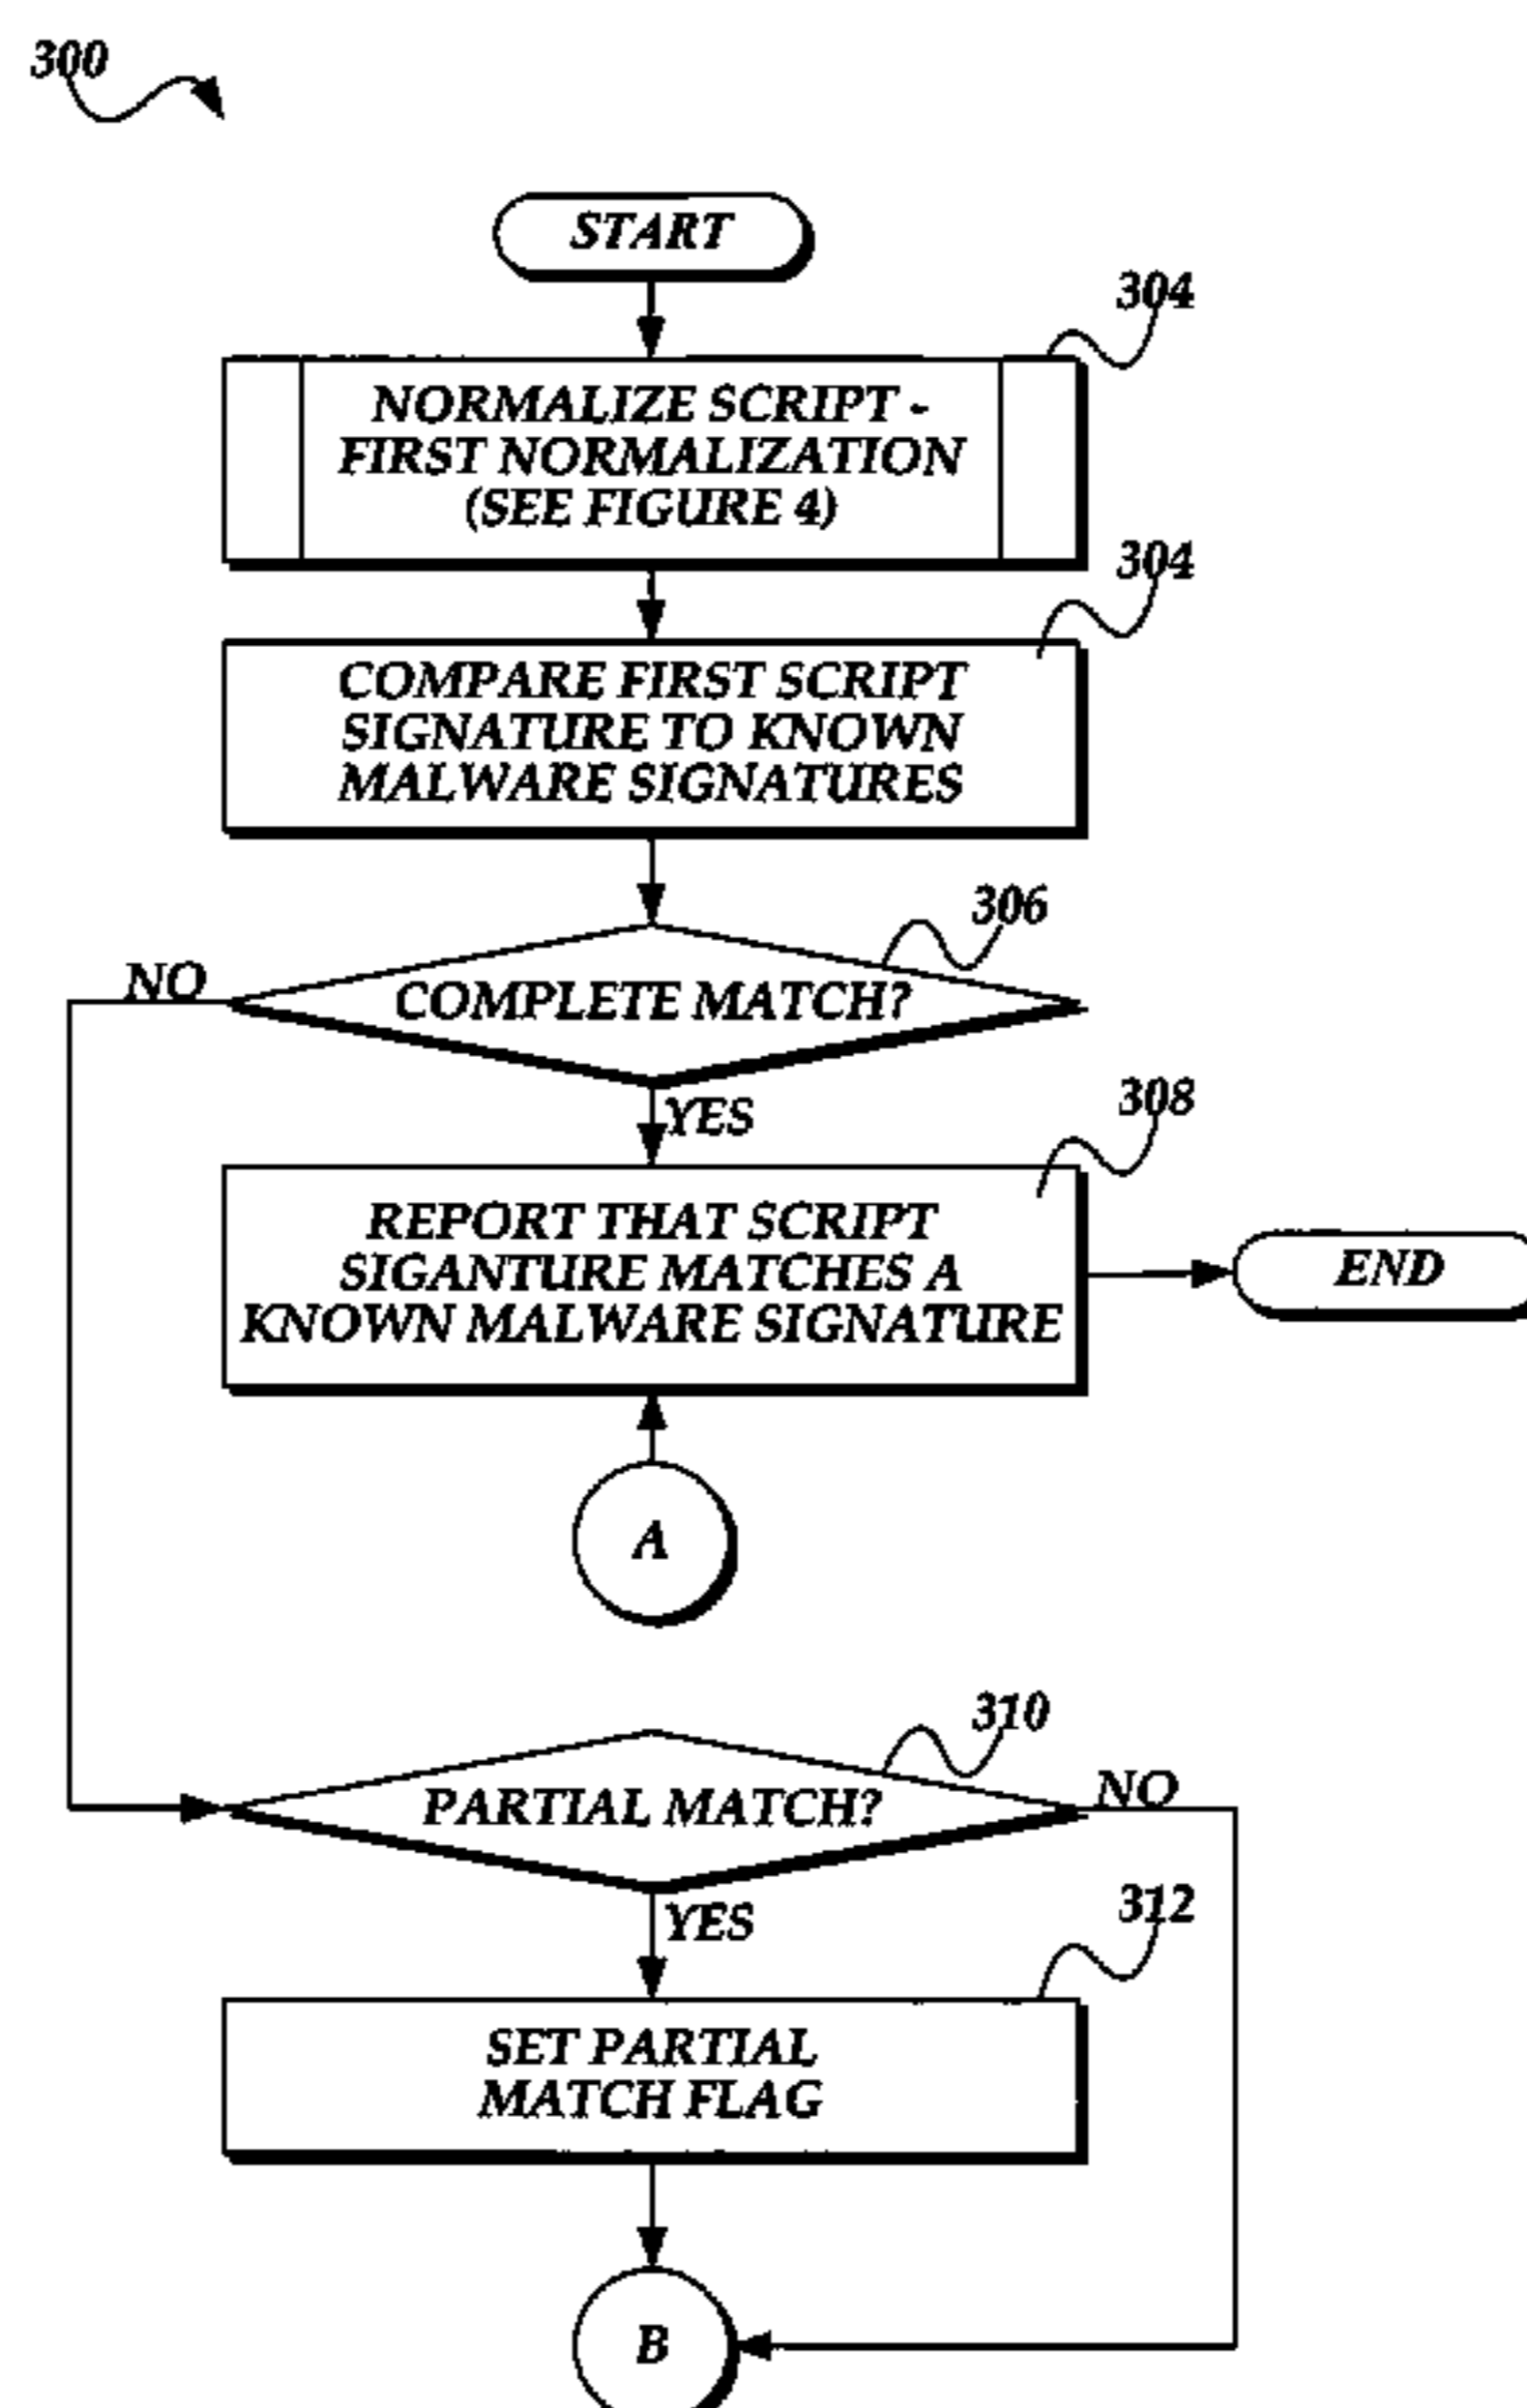 300
START
304
NORMALIZE SCRIPT -
FIRST NORMALIZATION
(SEE FIGURE 4)
304
COMPARE FIRST SCRIPT
SIGNATURE TO KNOWN
MALWARE SIGNATURES
306
NO
COMPLETE MATCH?
YES
308
REPORT THAT SCRIPT
SIGANTURE MATCHES A
KNOWN MALWARE SIGNATURE
END
A
310
PARTIAL MATCH?
NO
YES
312
SET PARTIAL
MATCH FLAG
B